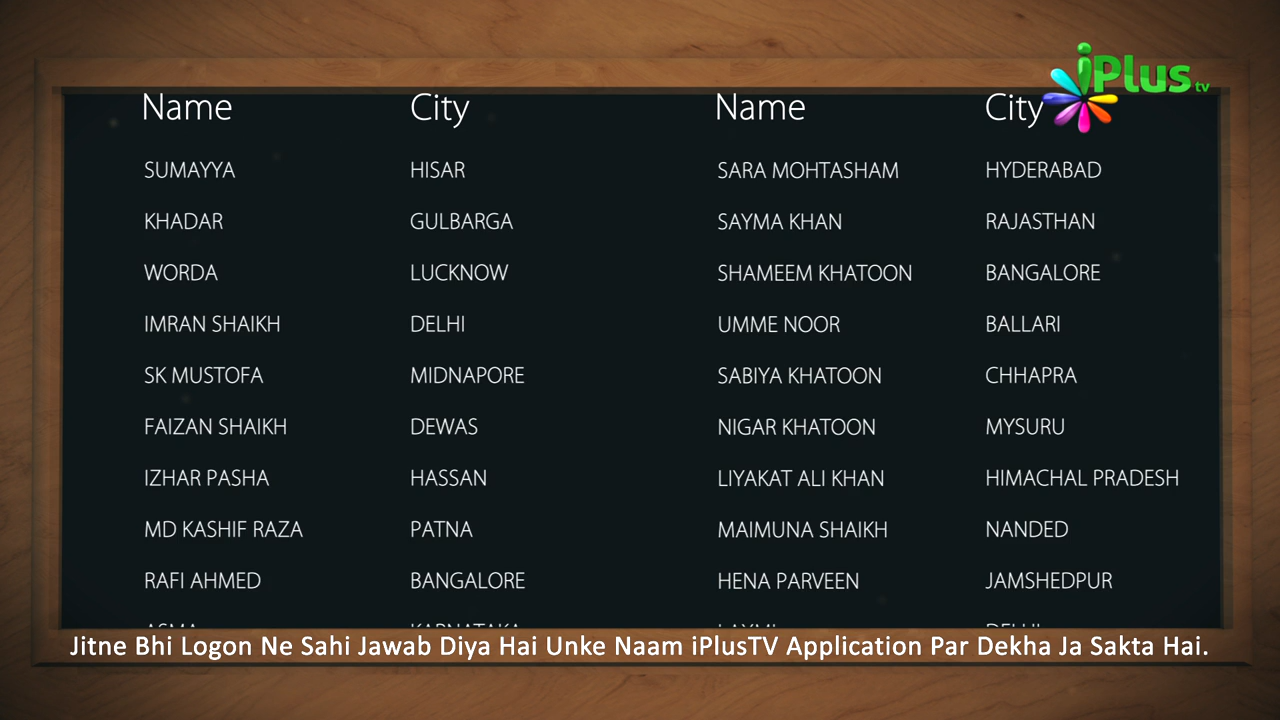 iPlus tv
Name City Name City
SUMAYYA HISAR SARA MOHTASHAM HYDERABAD
KHADAR GULBARGA SAYMA KHAN RAJASTHAN
WORDA LUCKNOW SHAMEEM KHATOON BANGALORE
IMRAN SHAIKH DELHI UMME NOOR BALLARI
SK MUSTOFA MIDNAPORE SABIYA KHATOON CHHAPRA
FAIZAN SHAIKH DEWAS NIGAR KHATOON MYSURU
IZHAR PASHA HASSAN LIYAKAT ALI KHAN HIMACHAL PRADESH
MD KASHIF RAZA PATNA MAIMUNA SHAIKH NANDED
RAFI AHMED BANGALORE HENA PARVEEN JAMSHEDPUR
Jitne Bhi Logon Ne Sahi Jawab Diya Hai Unke Naam iPlusTV Application Par Dekha Ja Sakta Hai.